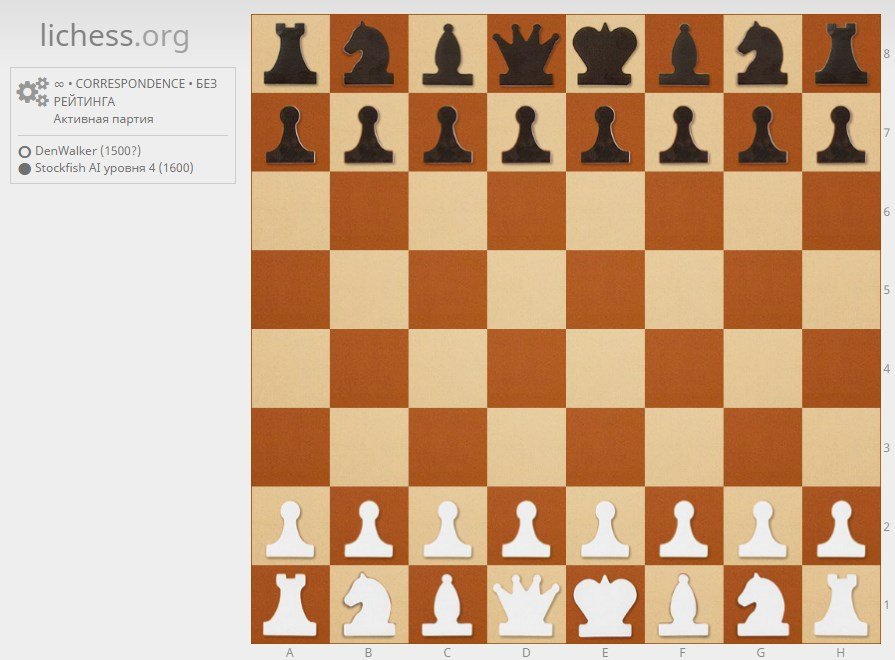 lichess.org
∞ • CORRESPONDENCE • БЕЗ
РЕЙТИНГА
Активная партия
DenWalker (1500?)
Stockfish AI уровня 4 (1600)
8
7
6
5
4
3
2
1
A B C D E F G H